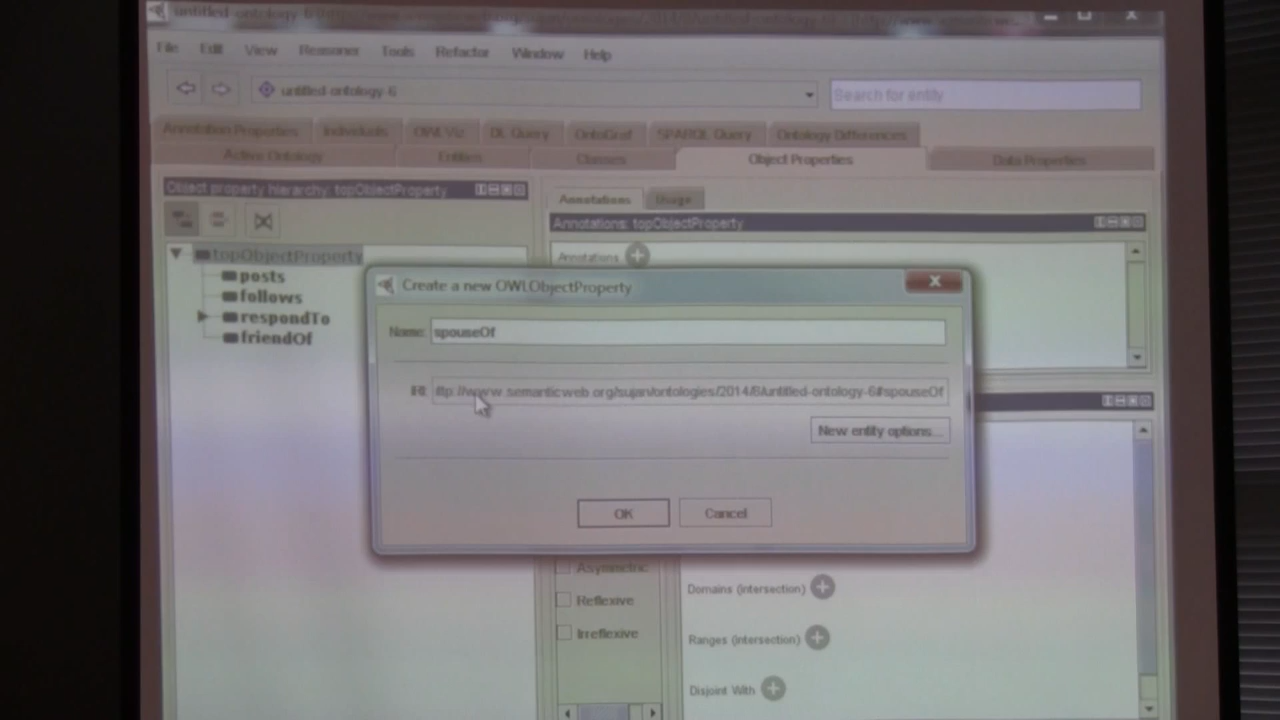 untitled-ontology-6
File Edit View Reasoner Tools Refactor Window Help
untitled-ontology-6
Search for entity
Annotation Properties Individuals OWLViz DL Query OntoGraf SPARQL Query Ontology Differences
Active Ontology Entities Classes Object Properties Data Properties
Object property hierarchy: topObjectProperty
Annotations Usage
Annotations: topObjectProperty
Annotations
topObjectProperty
posts
follows
respondTo
friendOf
Create a new OWLObjectProperty
Name: spouseOf
IRI: ttp://www.semanticweb.org/sujan/ontologies/2014/8/untitled-ontology-6#spouseOf
New entity options...
OK Cancel
Asymmetric
Reflexive
Irreflexive
Domains (intersection)
Ranges (intersection)
Disjoint With